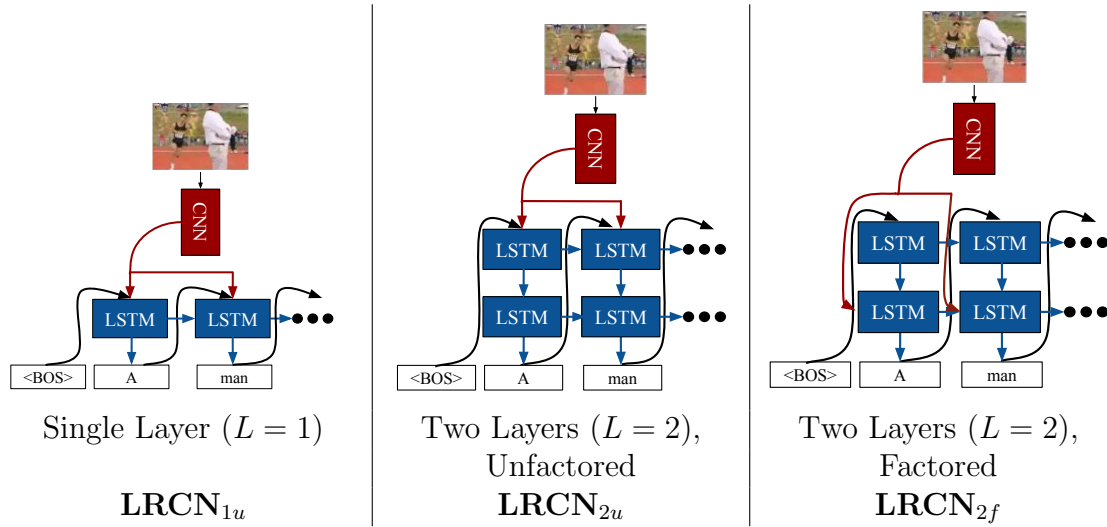 CNN
LSTM
LSTM
<BOS>
A
man
Single Layer (L = 1)
LRCN1u
CNN
LSTM
LSTM
LSTM
LSTM
<BOS>
A
man
Two Layers (L = 2),
Unfactored
LRCN2u
CNN
LSTM
LSTM
LSTM
LSTM
<BOS>
A
man
Two Layers (L = 2),
Factored
LRCN2f